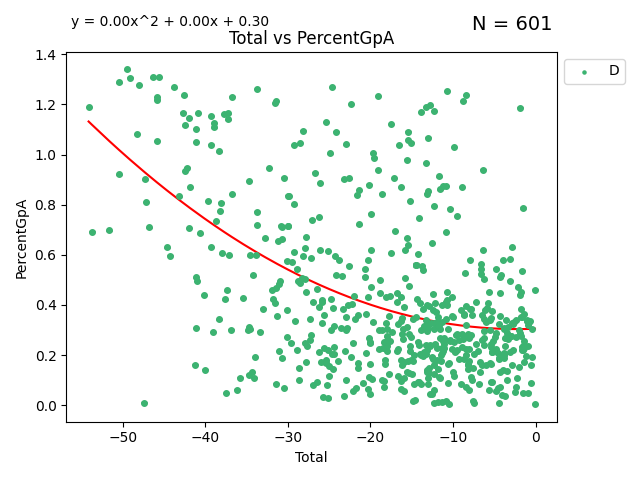 y = 0.00x^2 + 0.00x + 0.30
N = 601
Total vs PercentGpA
D
PercentGpA
1.4
1.2
1.0
0.8
0.6
0.4
0.2
0.0
−50 −40 −30 −20 −10 0
Total